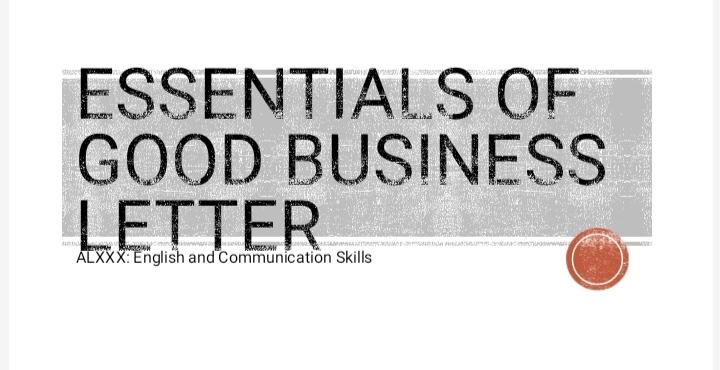 ESSENTIALS OF
GOOD BUSINESS
LETTER
ALXXX: English and Communication Skills